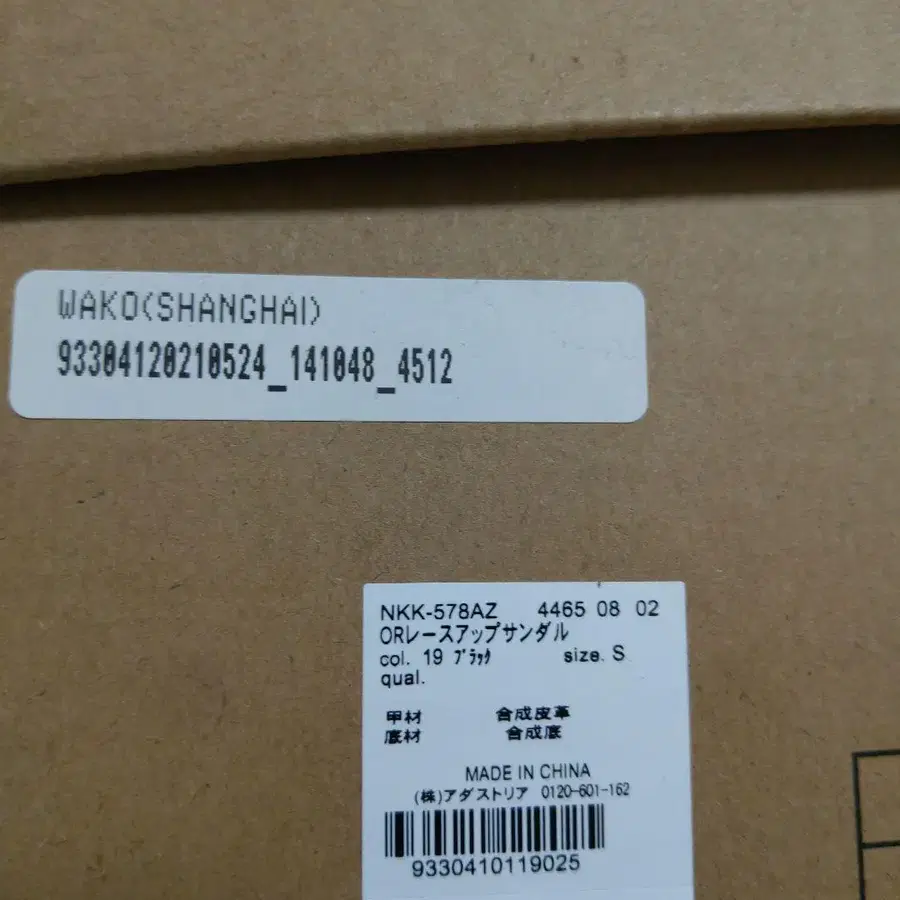 WAKO(SHANGHAI)
93304120210524_141048_4512
NKK-578AZ 4465 08 02
ORレースアップサンダル
col. 19 ﾌﾞﾗｯｸ size. S
qual.
甲材 合成皮革
底材 合成底
MADE IN CHINA
(株)アダストリア 0120-601-162
9330410119025